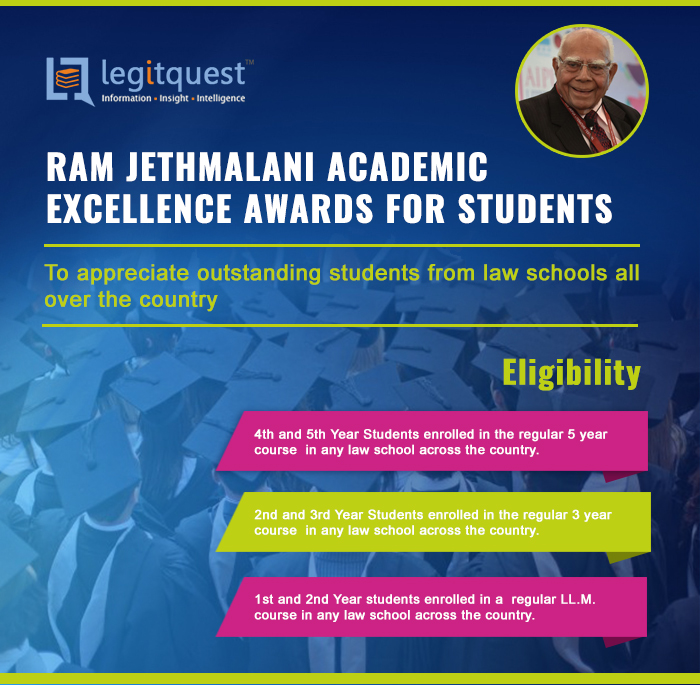 legitquest™
Information • Insight • Intelligence
RAM JETHMALANI ACADEMIC
EXCELLENCE AWARDS FOR STUDENTS
To appreciate outstanding students from law schools all
over the country
Eligibility
4th and 5th Year Students enrolled in the regular 5 year
course in any law school across the country.
2nd and 3rd Year Students enrolled in the regular 3 year
course in any law school across the country.
1st and 2nd Year students enrolled in a regular LL.M.
course in any law school across the country.